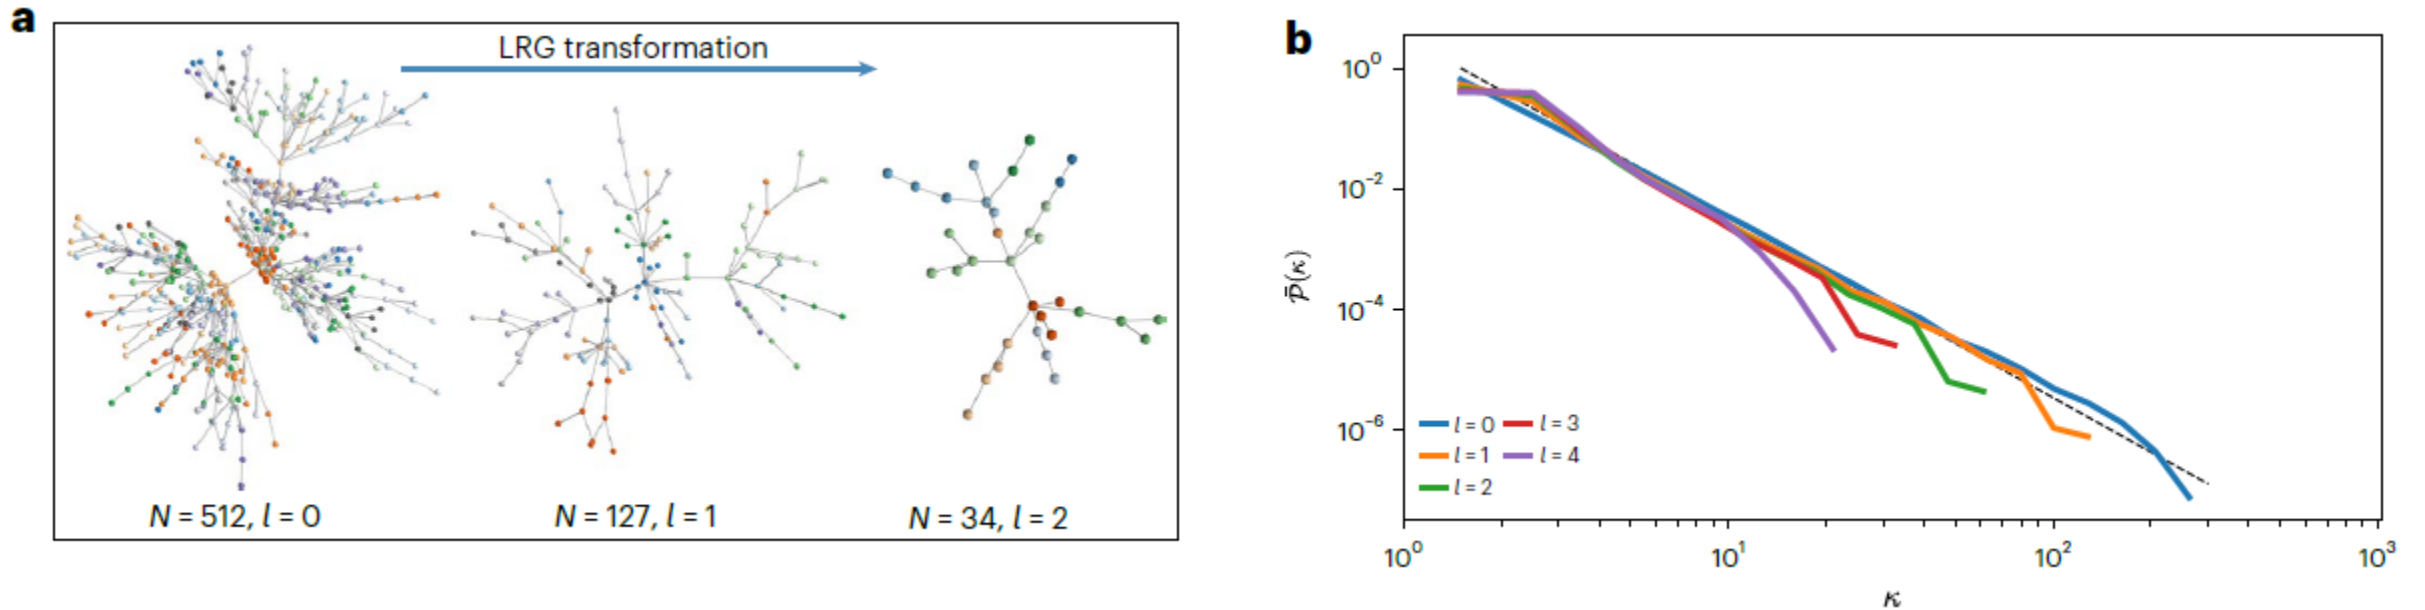 a
LRG transformation
N = 512, l = 0
N = 127, l = 1
N = 34, l = 2
b
10⁰
10⁻²
10⁻⁴
10⁻⁶
P̄(κ)
l = 0
l = 3
l = 1
l = 4
l = 2
10⁰
10¹
10²
10³
κ